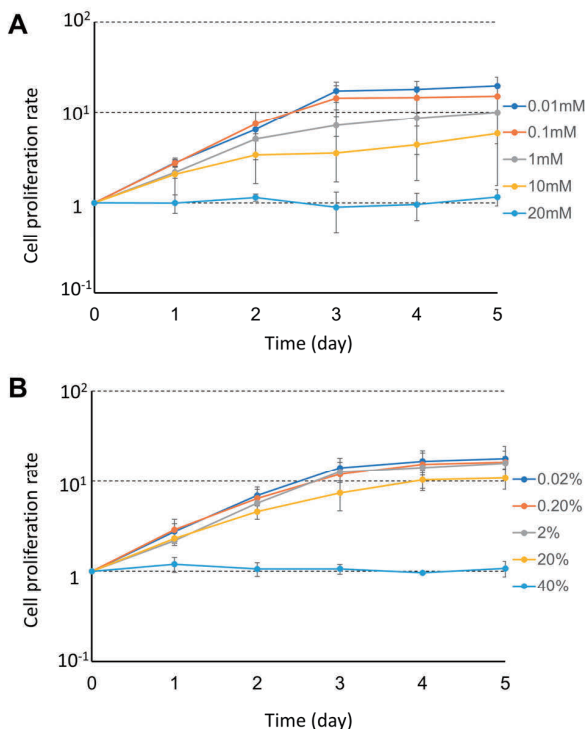 A
Cell proliferation rate
10²
10¹
1
10⁻¹
0 1 2 3 4 5
Time (day)
0.01mM
0.1mM
1mM
10mM
20mM
B
Cell proliferation rate
10²
10¹
1
10⁻¹
0 1 2 3 4 5
Time (day)
0.02%
0.20%
2%
20%
40%